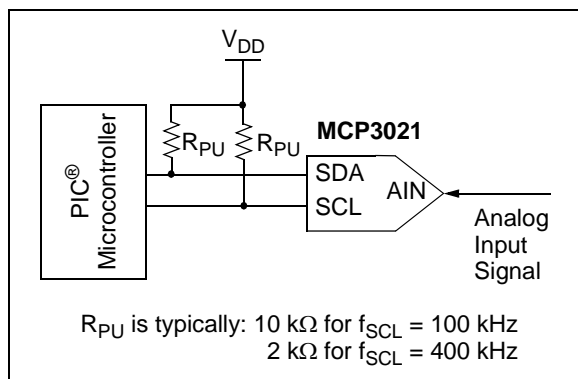 V_DD
R_PU
R_PU
MCP3021
PIC®
Microcontroller
SDA
SCL
AIN
Analog
Input
Signal
R_PU is typically: 10 kΩ for f_SCL = 100 kHz
2 kΩ for f_SCL = 400 kHz